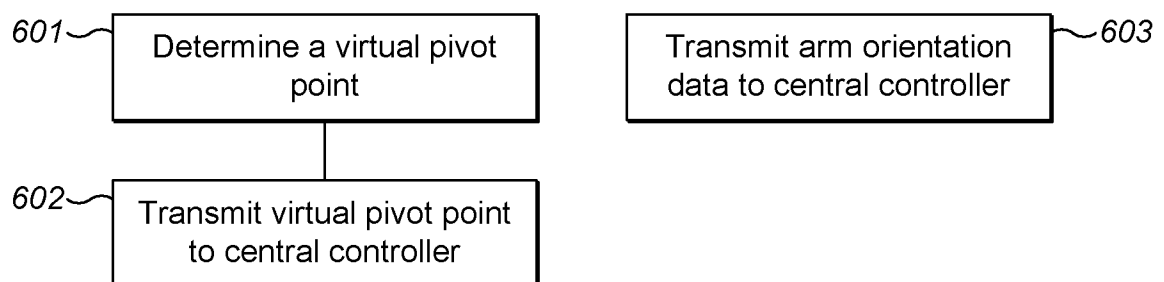 601
Determine a virtual pivot
point
Transmit arm orientation
data to central controller
603
602
Transmit virtual pivot point
to central controller